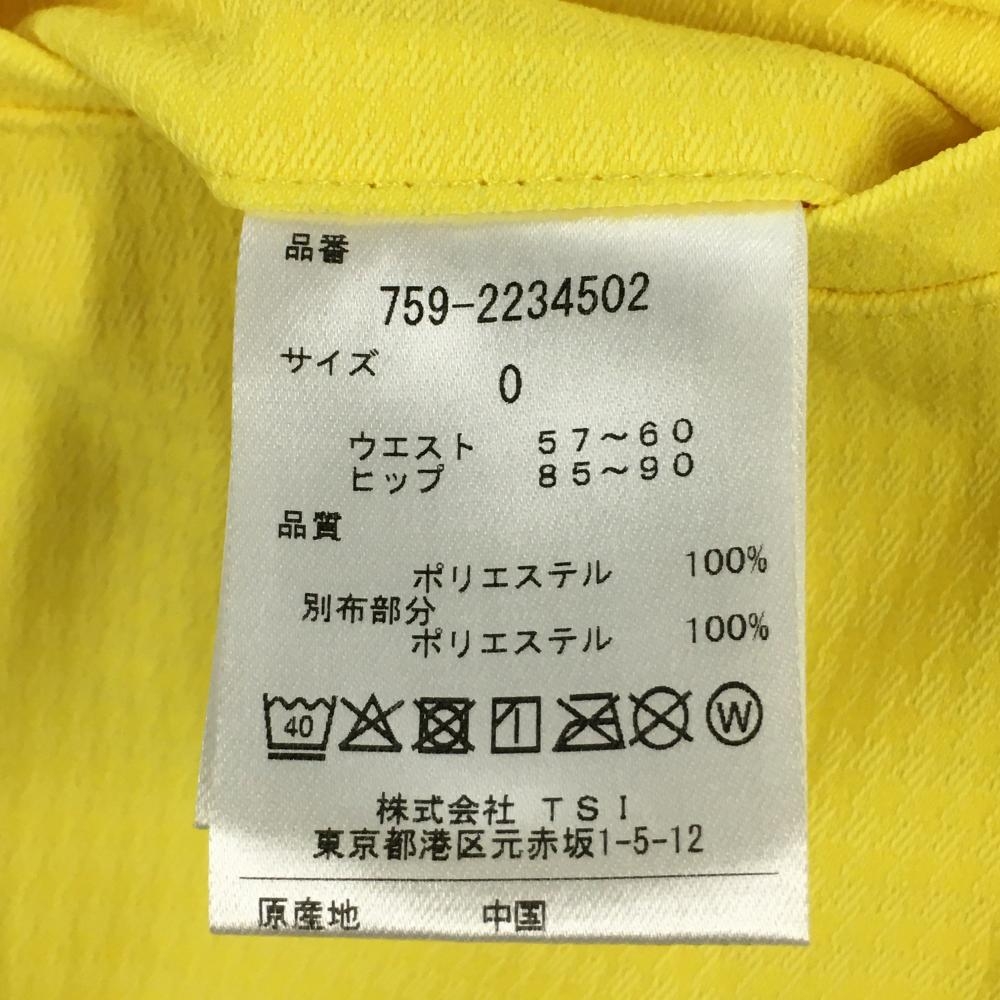 品番
759-2234502
サイズ 0
ウエスト 57～60
ヒップ 85～90
品質
ポリエステル 100%
別布部分
ポリエステル 100%
40 W
株式会社 TSI
東京都港区元赤坂1-5-12
原産地 中国